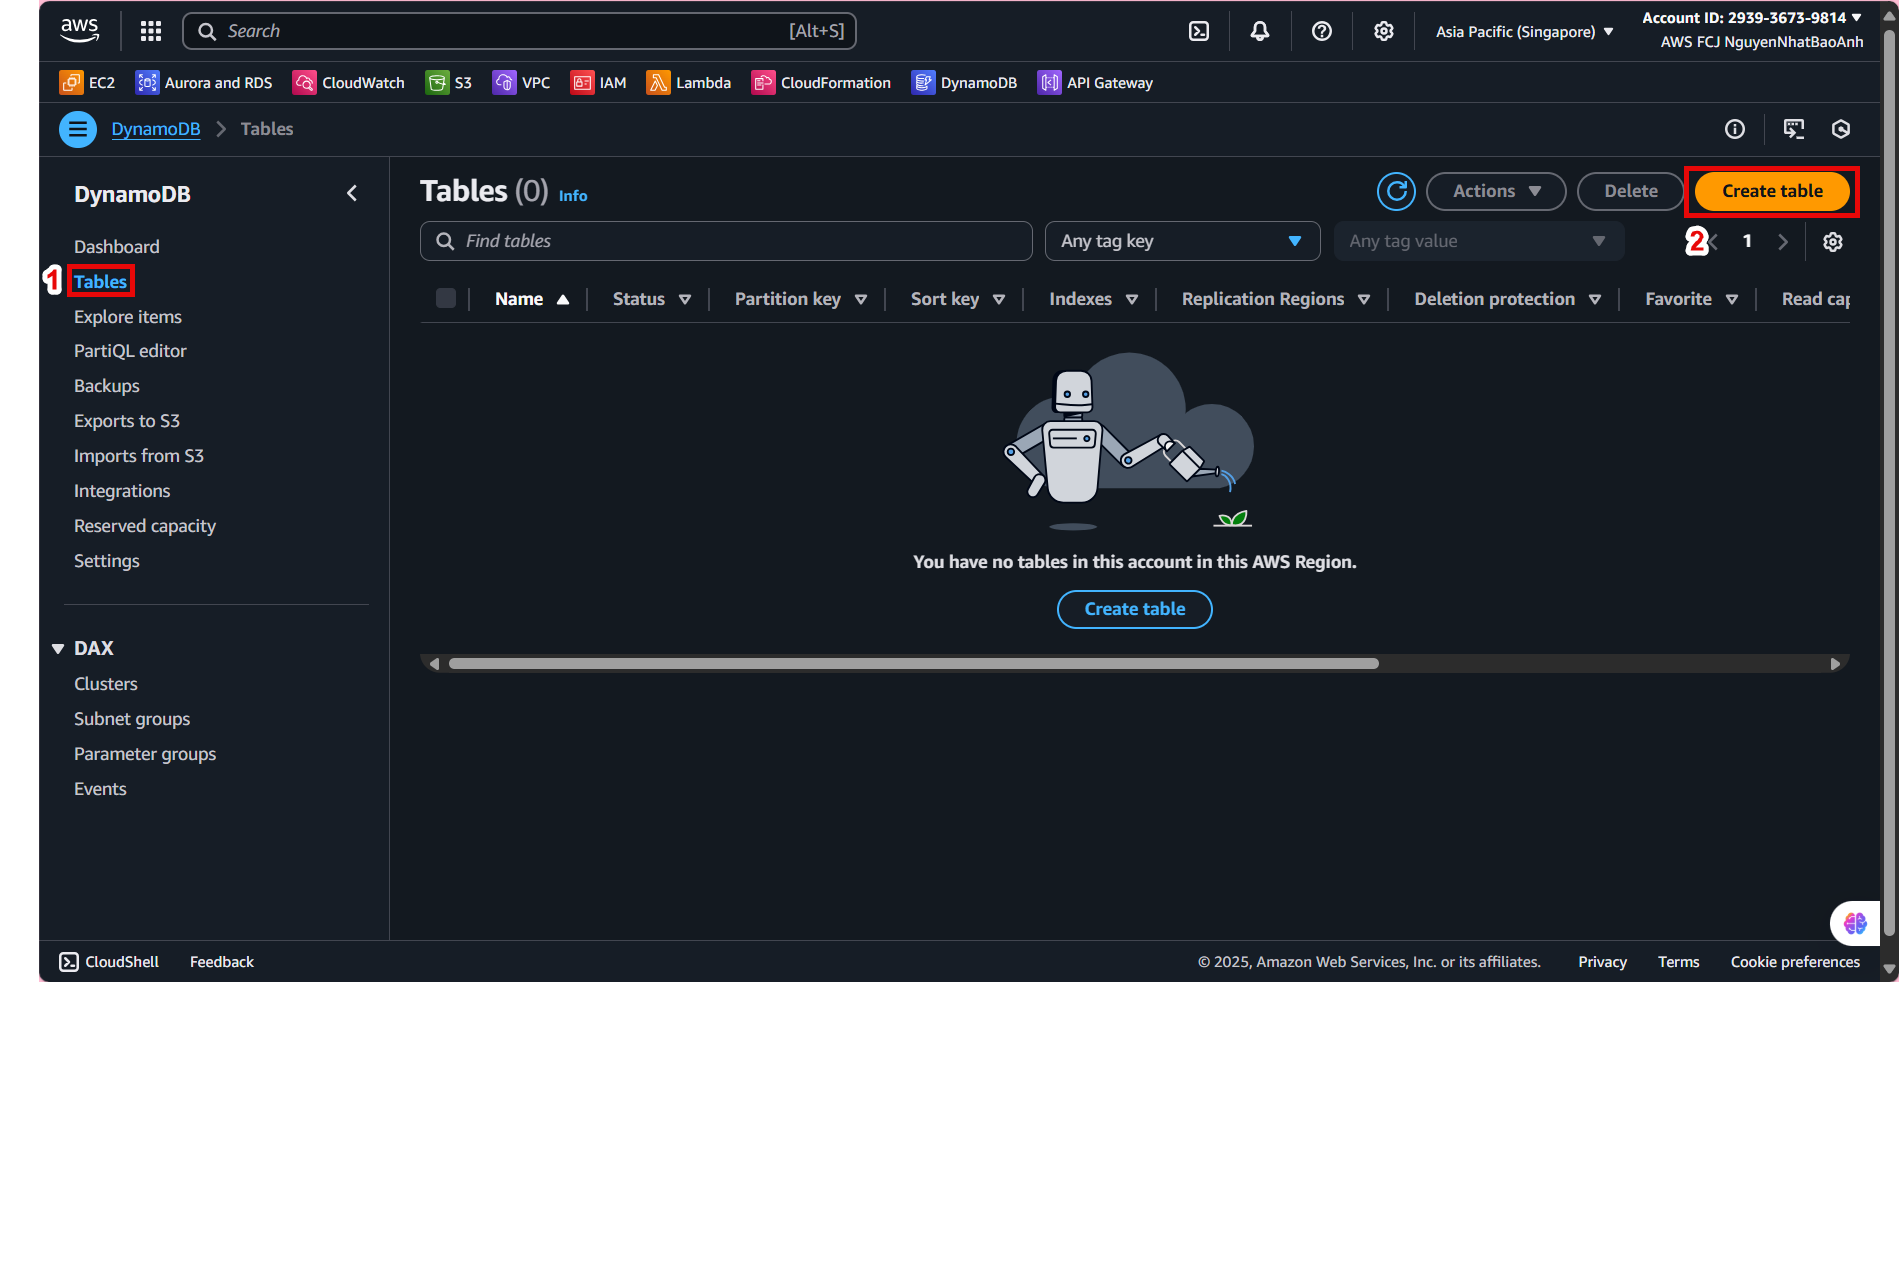 aws
Search [Alt+S]
Asia Pacific (Singapore)
Account ID: 2939-3673-9814
AWS FCJ NguyenNhatBaoAnh
EC2 Aurora and RDS CloudWatch S3 VPC IAM Lambda CloudFormation DynamoDB API Gateway
DynamoDB Tables
DynamoDB
Dashboard
1 Tables
Explore items
PartiQL editor
Backups
Exports to S3
Imports from S3
Integrations
Reserved capacity
Settings
DAX
Clusters
Subnet groups
Parameter groups
Events
Tables (0) Info
Actions Delete Create table
Find tables Any tag key Any tag value 2 1
Name Status Partition key Sort key Indexes Replication Regions Deletion protection Favorite Read cap
You have no tables in this account in this AWS Region.
Create table
CloudShell Feedback © 2025, Amazon Web Services, Inc. or its affiliates. Privacy Terms Cookie preferences